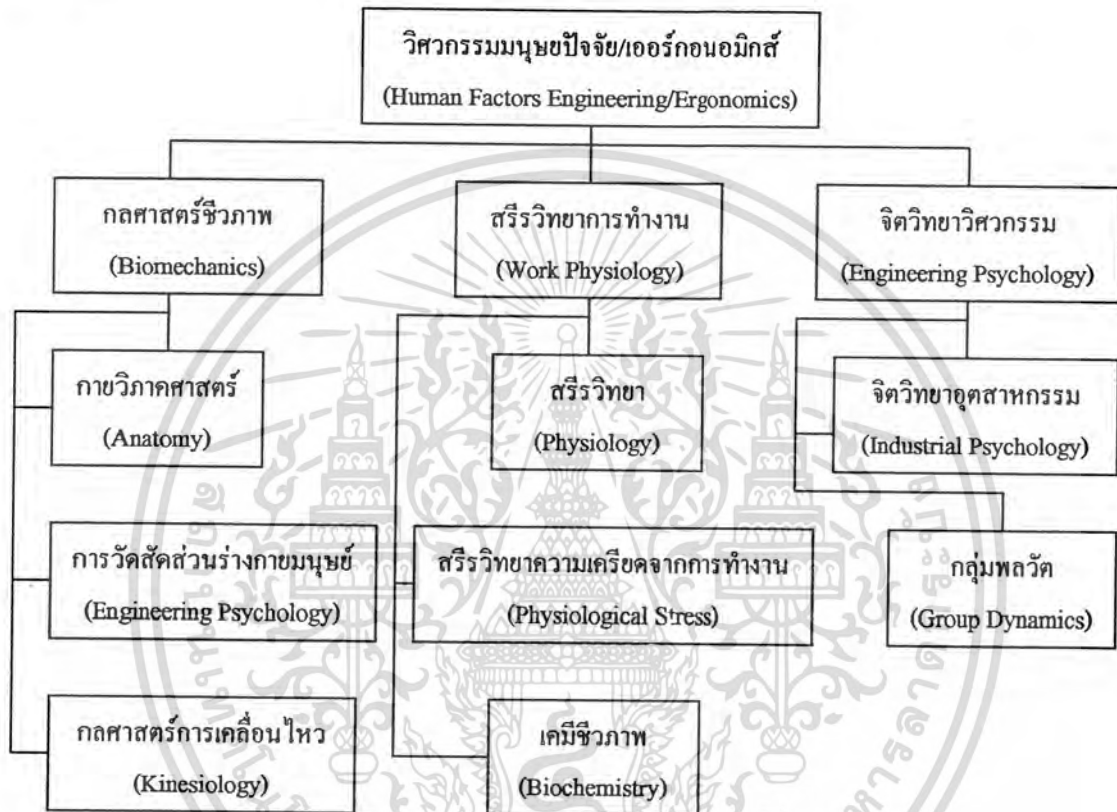 วิศวกรรมมนุษยปัจจัย/เออร์กอนอมิกส์
(Human Factors Engineering/Ergonomics)
กลศาสตร์ชีวภาพ
(Biomechanics)
สรีรวิทยาการทำงาน
(Work Physiology)
จิตวิทยาวิศวกรรม
(Engineering Psychology)
กายวิภาคศาสตร์
(Anatomy)
สรีรวิทยา
(Physiology)
จิตวิทยาอุตสาหกรรม
(Industrial Psychology)
การวัดสัดส่วนร่างกายมนุษย์
(Engineering Psychology)
สรีรวิทยาความเครียดจากการทำงาน
(Physiological Stress)
กลุ่มพลวัต
(Group Dynamics)
กลศาสตร์การเคลื่อนไหว
(Kinesiology)
เคมีชีวภาพ
(Biochemistry)